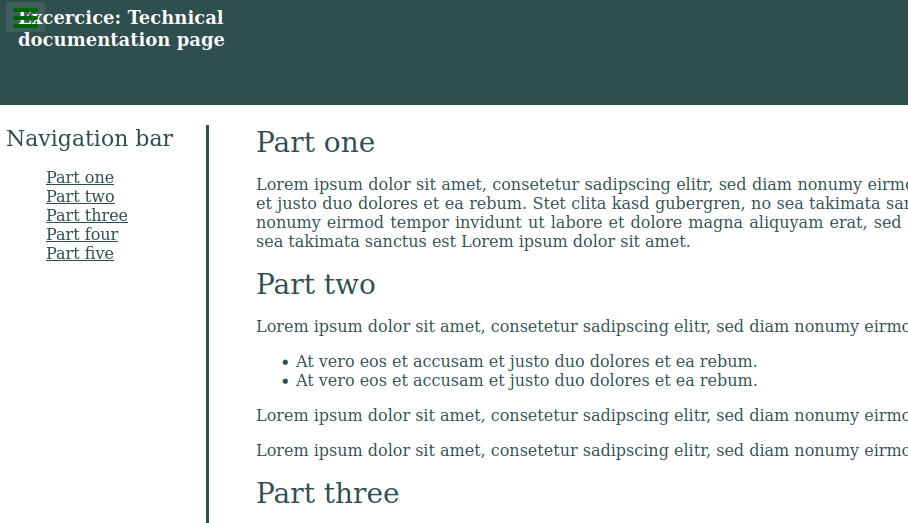 Excercice: Technical
documentation page
Navigation bar
Part one
Part two
Part three
Part four
Part five
Part one
Lorem ipsum dolor sit amet, consetetur sadipscing elitr, sed diam nonumy eirmo
et justo duo dolores et ea rebum. Stet clita kasd gubergren, no sea takimata san
nonumy eirmod tempor invidunt ut labore et dolore magna aliquyam erat, sed
sea takimata sanctus est Lorem ipsum dolor sit amet.
Part two
Lorem ipsum dolor sit amet, consetetur sadipscing elitr, sed diam nonumy eirmo
• At vero eos et accusam et justo duo dolores et ea rebum.
• At vero eos et accusam et justo duo dolores et ea rebum.
Lorem ipsum dolor sit amet, consetetur sadipscing elitr, sed diam nonumy eirmo
Lorem ipsum dolor sit amet, consetetur sadipscing elitr, sed diam nonumy eirmo
Part three